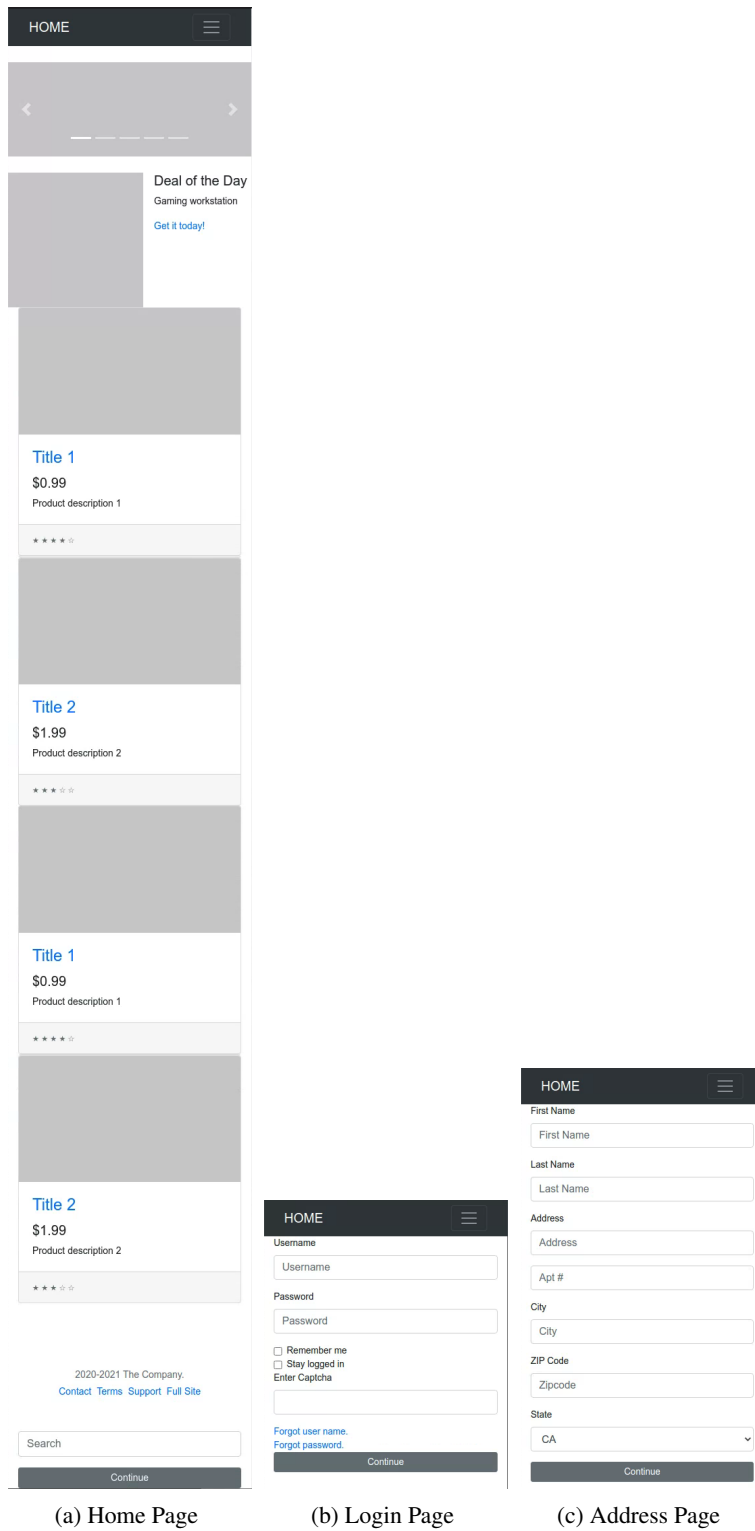 HOME
Deal of the Day
Gaming workstation
Get it today!
Title 1
$0.99
Product description 1
★ ★ ★ ★ ☆
Title 2
$1.99
Product description 2
★ ★ ★ ☆ ☆
Title 1
$0.99
Product description 1
★ ★ ★ ★ ☆
Title 2
$1.99
Product description 2
★ ★ ★ ☆ ☆
2020-2021 The Company.
Contact Terms Support Full Site
Search
Continue
(a) Home Page
HOME
Username
Username
Password
Password
Remember me
Stay logged in
Enter Captcha
Forgot user name.
Forgot password.
Continue
(b) Login Page
HOME
First Name
First Name
Last Name
Last Name
Address
Address
Apt #
City
City
ZIP Code
Zipcode
State
CA
Continue
(c) Address Page